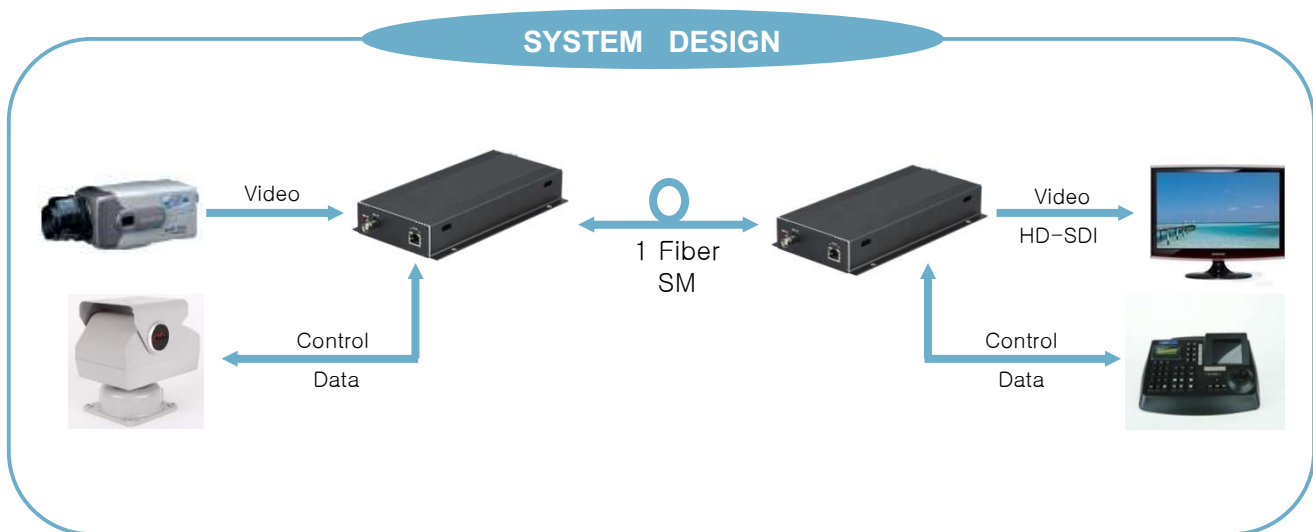 SYSTEM DESIGN
Video
1 Fiber
SM
Video
HD-SDI
Control
Data
Control
Data